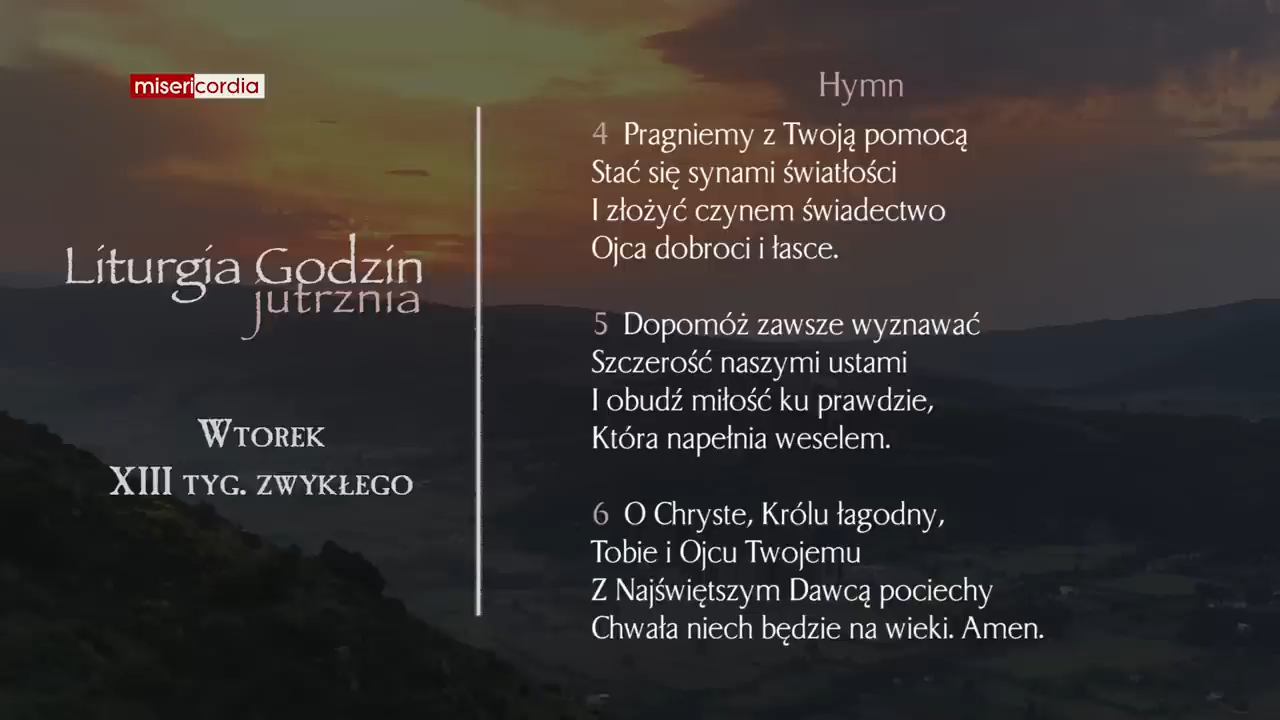 misericordia
Liturgia Godzin
jutrznia
Wtorek
XIII tyg. zwykłego
Hymn
4 Pragniemy z Twoją pomocą
Stać się synami światłości
I złożyć czynem świadectwo
Ojca dobroci i łasce.
5 Dopomóż zawsze wyznawać
Szczerość naszymi ustami
I obudź miłość ku prawdzie,
Która napełnia weselem.
6 O Chryste, Królu łagodny,
Tobie i Ojcu Twojemu
Z Najświętszym Dawcą pociechy
Chwała niech będzie na wieki. Amen.